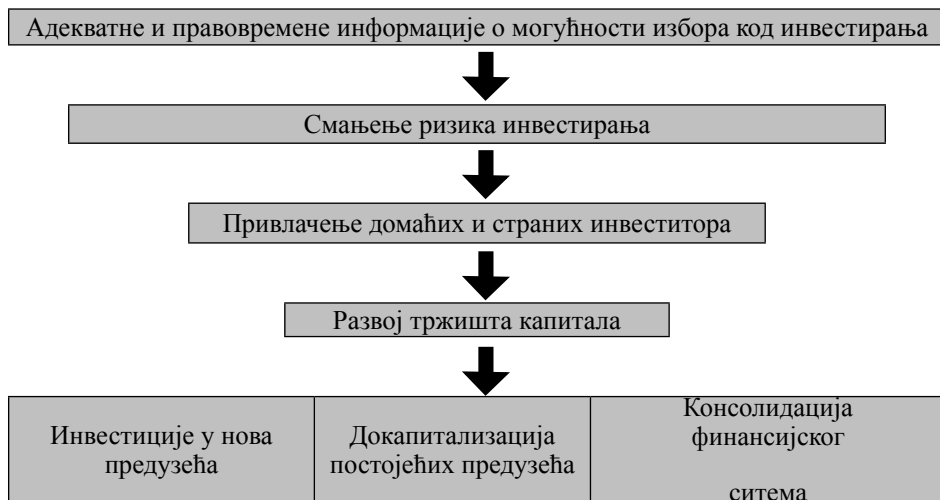 Адекватне и правовремене информације о могућности избора код инвестирања
Смањење ризика инвестирања
Привлачење домаћих и страних инвеститора
Развој тржишта капитала
Инвестиције у нова
предузећа
Докапитализација
постојећих предузећа
Консолидација
финансијског
ситема